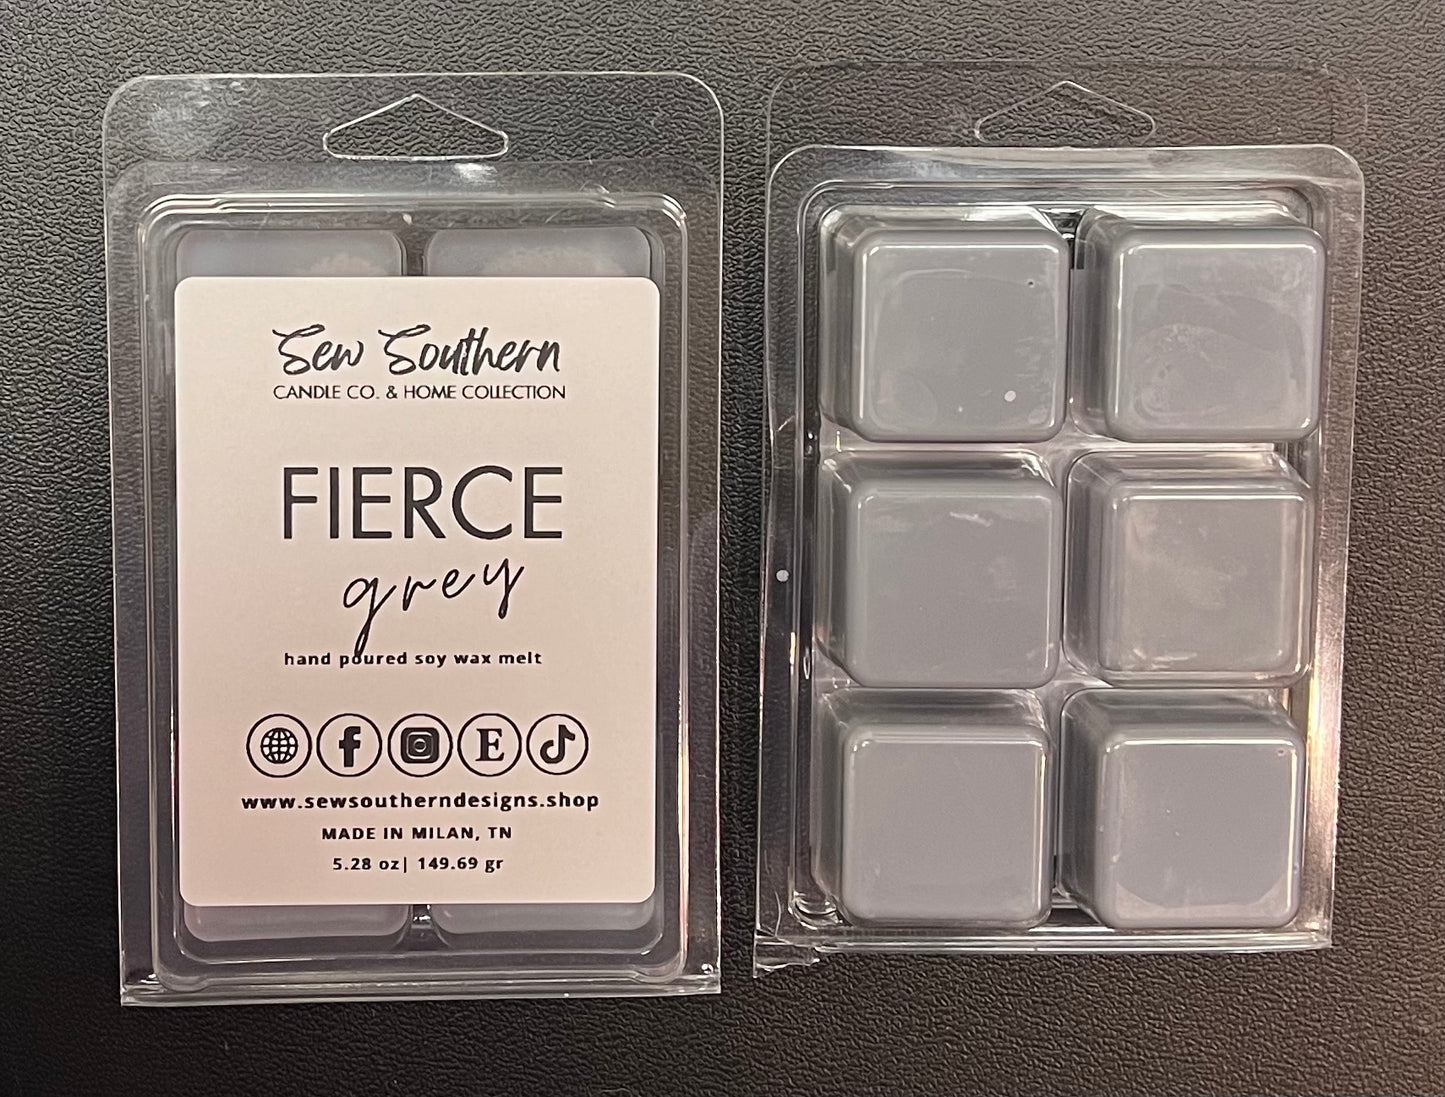 Sew Southern
CANDLE CO. & HOME COLLECTION
FIERCE
grey
hand poured soy wax melt
f E
www.sewsoutherndesigns.shop
MADE IN MILAN, TN
5.28 oz| 149.69 gr